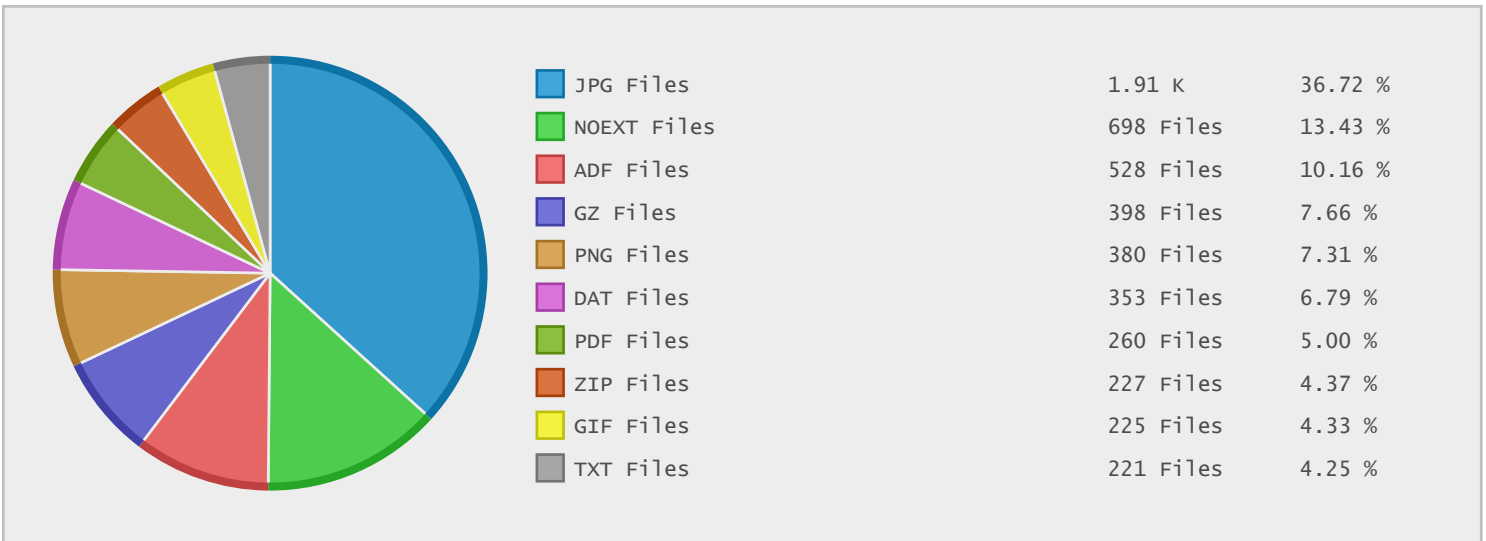 JPG Files 1.91 K 36.72 %
NOEXT Files 698 Files 13.43 %
ADF Files 528 Files 10.16 %
GZ Files 398 Files 7.66 %
PNG Files 380 Files 7.31 %
DAT Files 353 Files 6.79 %
PDF Files 260 Files 5.00 %
ZIP Files 227 Files 4.37 %
GIF Files 225 Files 4.33 %
TXT Files 221 Files 4.25 %